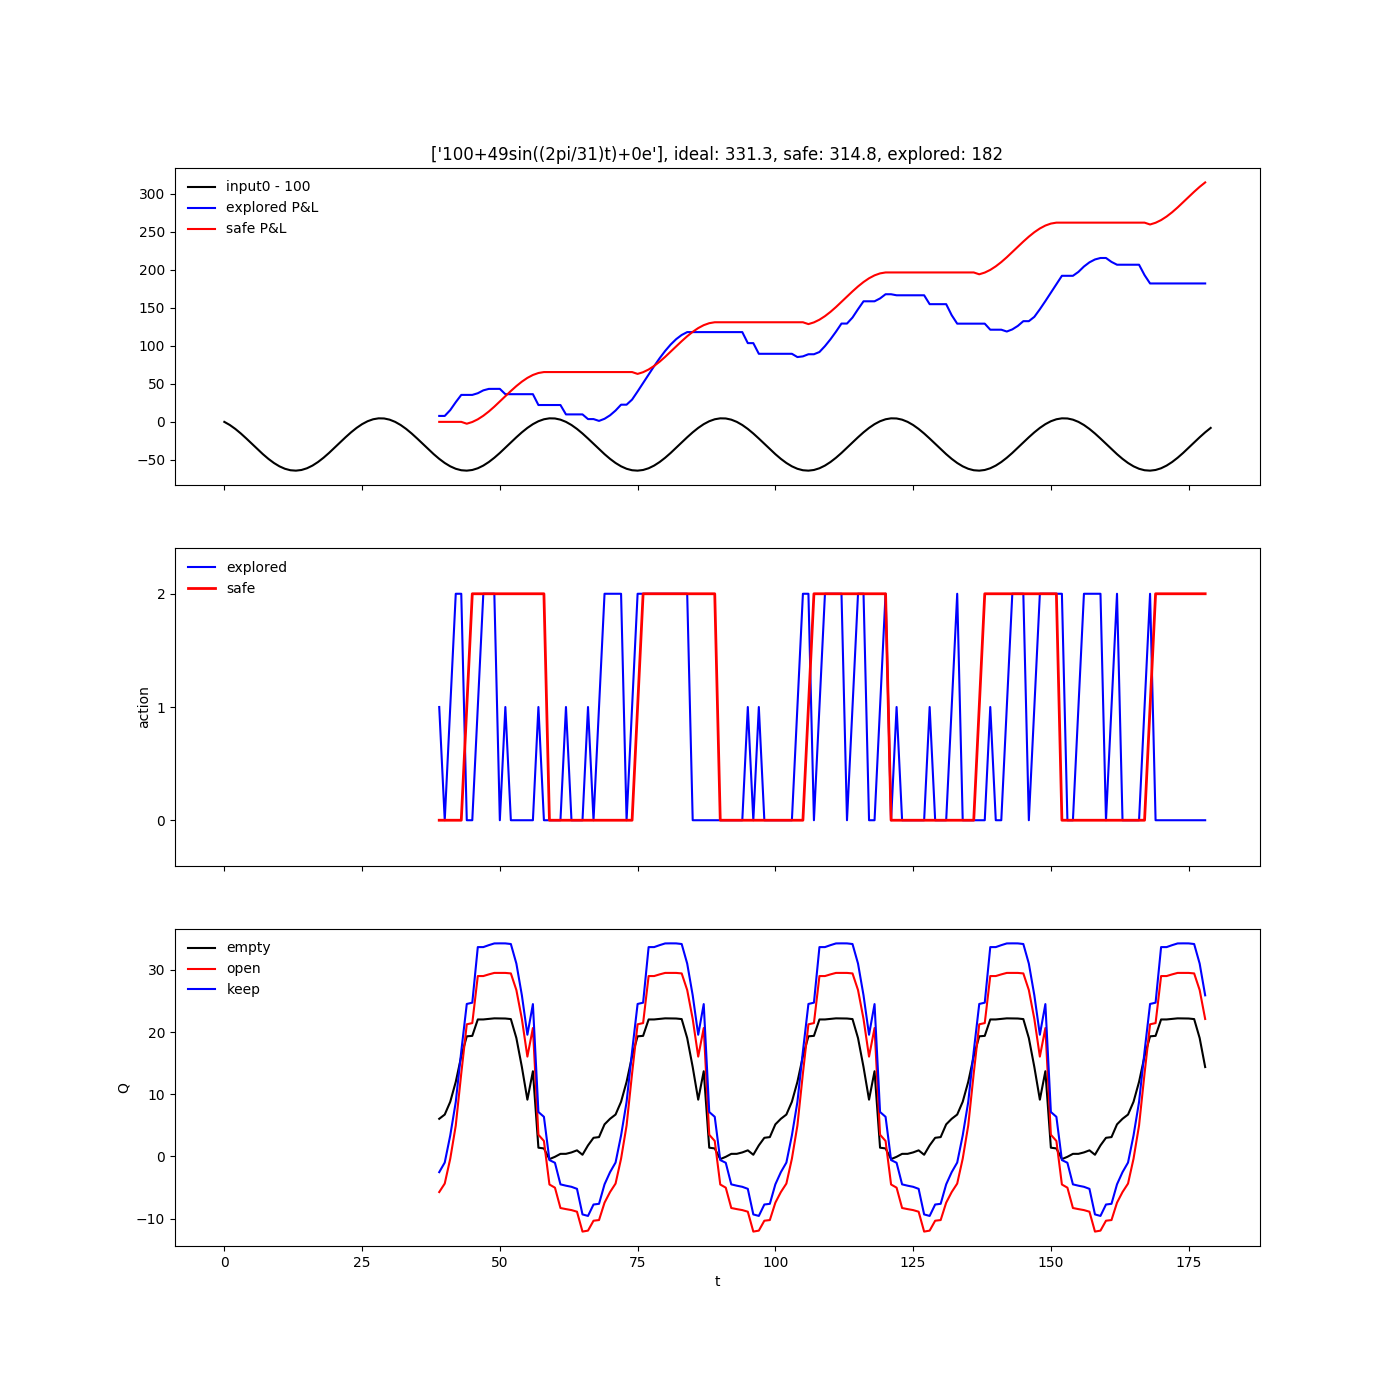 ['100+49sin((2pi/31)t)+0e'], ideal: 331.3, safe: 314.8, explored: 182
input0 - 100
explored P&L
safe P&L
300
250
200
150
100
50
0
−50
explored
safe
2
1
0
action
empty
open
keep
30
20
10
0
−10
Q
0 25 50 75 100 125 150 175
t